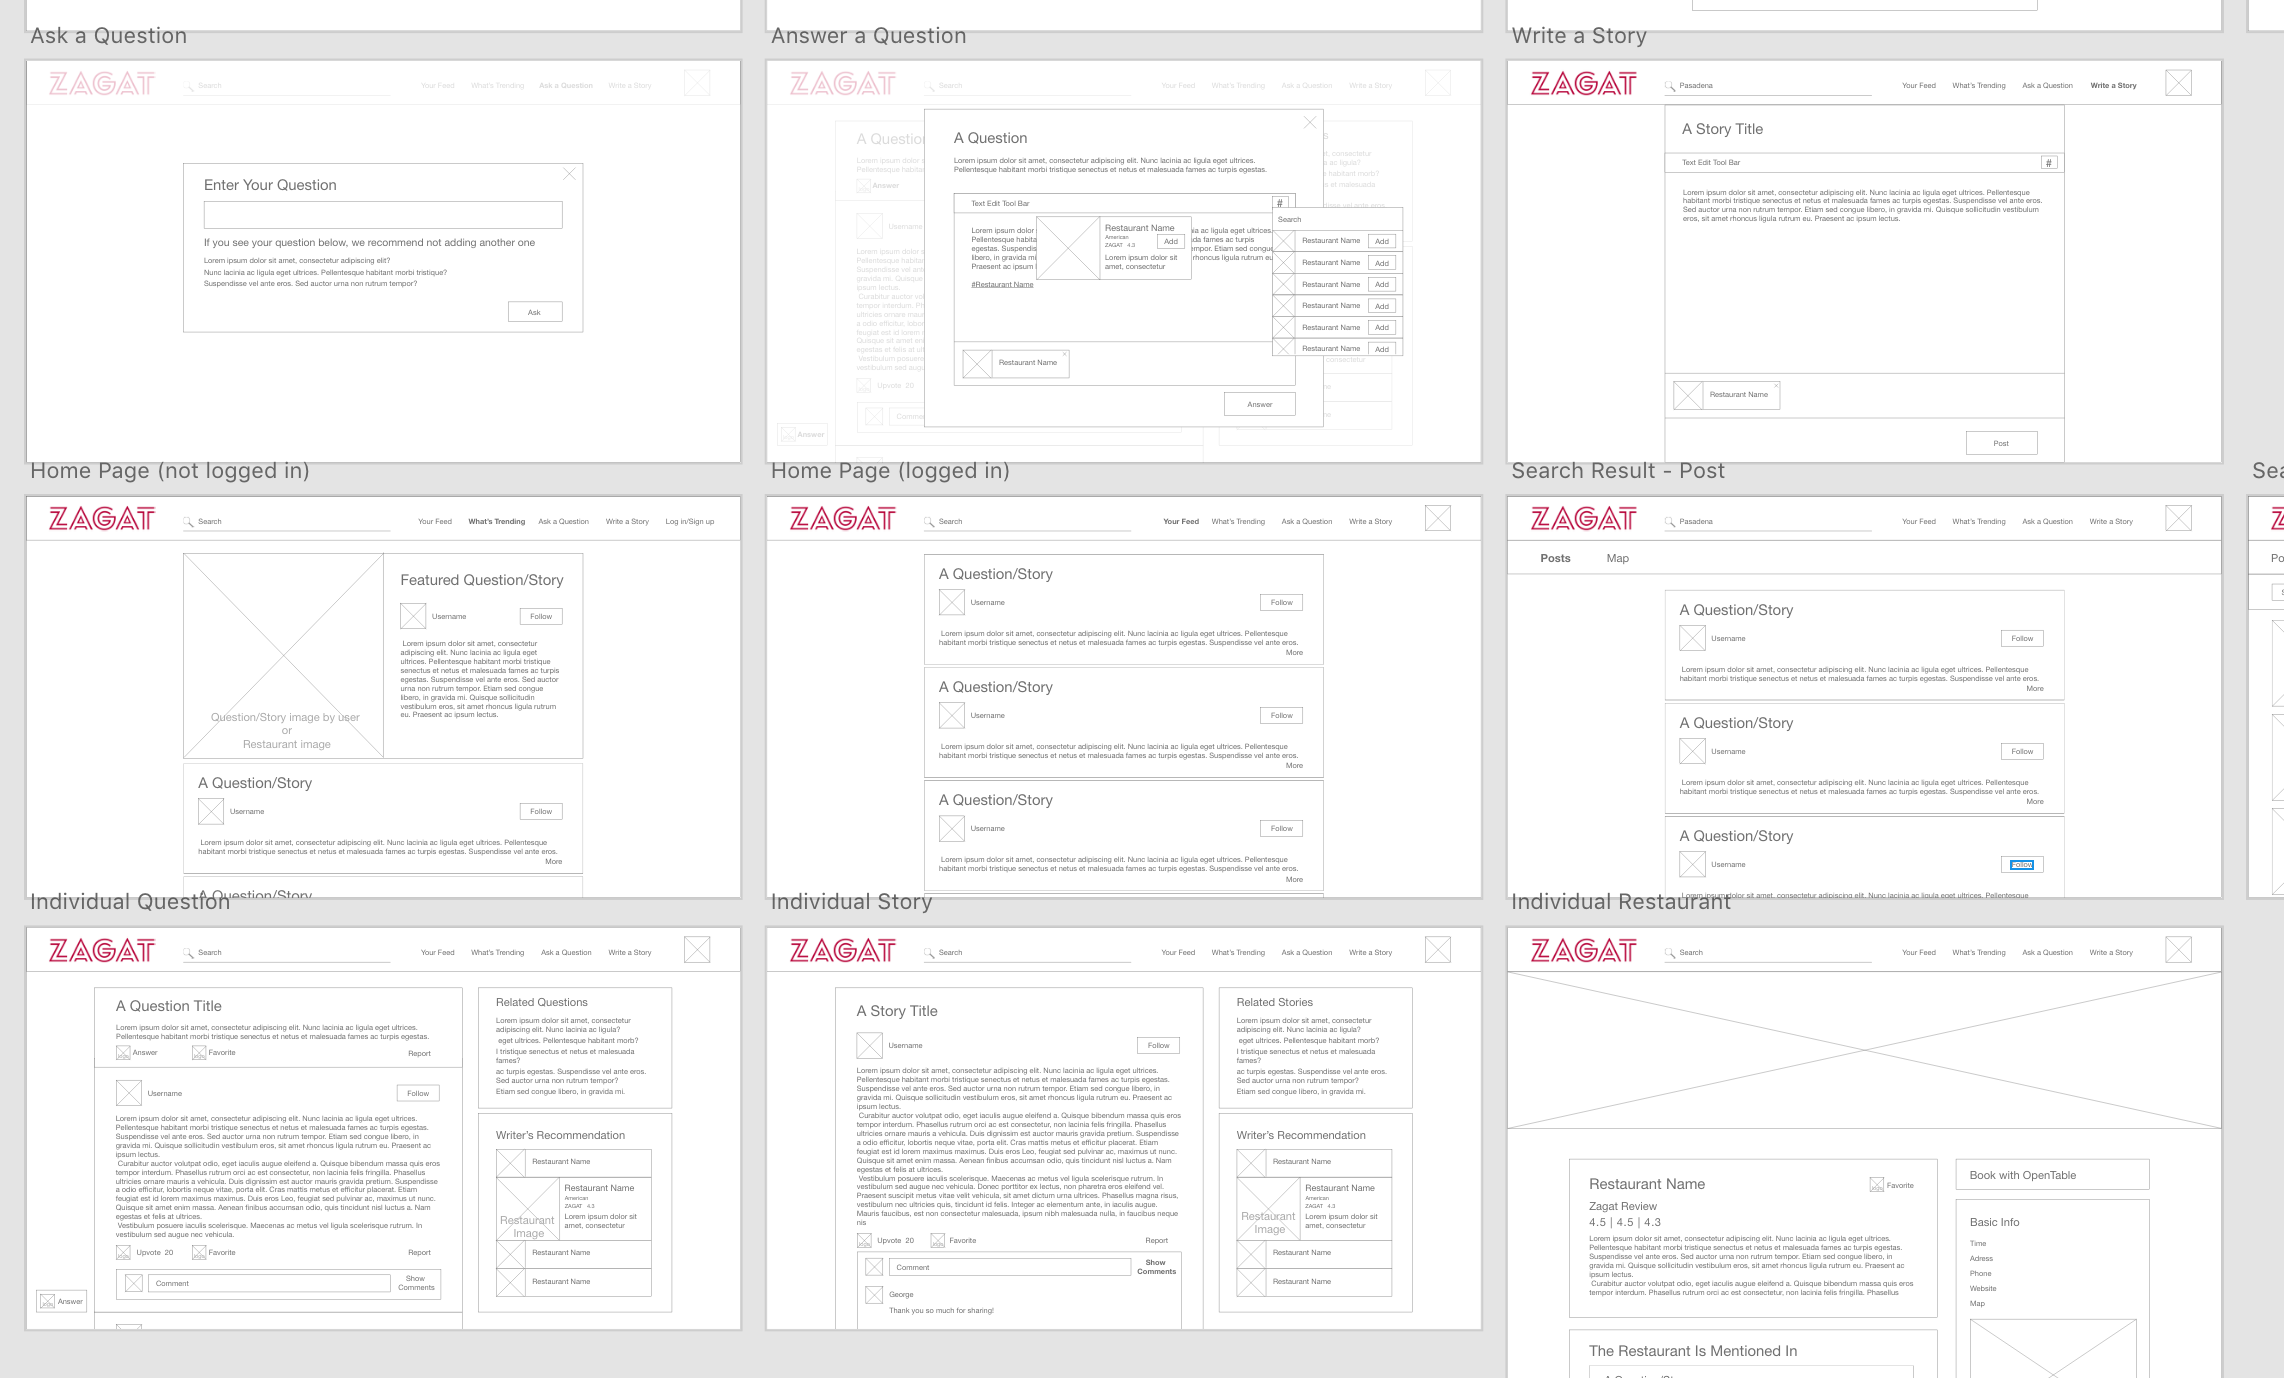 Ask a Question
ZAGAT
Search
Your Feed
What's Trending
Ask a Question
Write a Story
Enter Your Question
If you see your question below, we recommend not adding another one
Lorem ipsum dolor sit amet, consectetur adipiscing elit?
Nunc lacinia ac ligula eget ultrices. Pellentesque habitant morbi tristique?
Suspendisse vel ante eros. Sed auctor urna non rutrum tempor?
Ask
Answer a Question
ZAGAT
Search
Your Feed
What's Trending
Ask a Question
Write a Story
A Question
Lorem ipsum dolor sit amet, consectetur adipiscing elit. Nunc lacinia ac ligula eget ultrices.
Pellentesque habitant morbi tristique senectus et netus et malesuada fames ac turpis egestas.
Text Edit Tool Bar
#
Restaurant Name
American
ZAGAT 4.3
Add
Lorem ipsum dolor sit
amet, consectetur
#Restaurant Name
Search
Restaurant Name Add
Restaurant Name Add
Restaurant Name Add
Restaurant Name Add
Restaurant Name Add
Restaurant Name Add
Restaurant Name
Answer
Upvote 20
Answer
Write a Story
ZAGAT
Pasadena
Your Feed
What's Trending
Ask a Question
Write a Story
A Story Title
Text Edit Tool Bar
#
Lorem ipsum dolor sit amet, consectetur adipiscing elit. Nunc lacinia ac ligula eget ultrices. Pellentesque
habitant morbi tristique senectus et netus et malesuada fames ac turpis egestas. Suspendisse vel ante eros.
Sed auctor urna non rutrum tempor. Etiam sed congue libero, in gravida mi. Quisque sollicitudin vestibulum
eros, sit amet rhoncus ligula rutrum eu. Praesent ac ipsum lectus.
Restaurant Name
Post
Home Page (not logged in)
ZAGAT
Search
Your Feed
What's Trending
Ask a Question
Write a Story
Log in/Sign up
Question/Story image by user
or
Restaurant image
Featured Question/Story
Username
Follow
Lorem ipsum dolor sit amet, consectetur
adipiscing elit. Nunc lacinia ac ligula eget
ultrices. Pellentesque habitant morbi tristique
senectus et netus et malesuada fames ac turpis
egestas. Suspendisse vel ante eros. Sed auctor
urna non rutrum tempor. Etiam sed congue
libero, in gravida mi. Quisque sollicitudin
vestibulum eros, sit amet rhoncus ligula rutrum
eu. Praesent ac ipsum lectus.
A Question/Story
Username
Follow
Lorem ipsum dolor sit amet, consectetur adipiscing elit. Nunc lacinia ac ligula eget ultrices. Pellentesque
habitant morbi tristique senectus et netus et malesuada fames ac turpis egestas. Suspendisse vel ante eros.
More
A Question/Story
Home Page (logged in)
ZAGAT
Search
Your Feed
What's Trending
Ask a Question
Write a Story
A Question/Story
Username
Follow
Lorem ipsum dolor sit amet, consectetur adipiscing elit. Nunc lacinia ac ligula eget ultrices. Pellentesque
habitant morbi tristique senectus et netus et malesuada fames ac turpis egestas. Suspendisse vel ante eros.
More
A Question/Story
Username
Follow
Lorem ipsum dolor sit amet, consectetur adipiscing elit. Nunc lacinia ac ligula eget ultrices. Pellentesque
habitant morbi tristique senectus et netus et malesuada fames ac turpis egestas. Suspendisse vel ante eros.
More
A Question/Story
Username
Follow
Lorem ipsum dolor sit amet, consectetur adipiscing elit. Nunc lacinia ac ligula eget ultrices. Pellentesque
habitant morbi tristique senectus et netus et malesuada fames ac turpis egestas. Suspendisse vel ante eros.
More
Search Result - Post
ZAGAT
Pasadena
Your Feed
What's Trending
Ask a Question
Write a Story
Posts
Map
A Question/Story
Username
Follow
Lorem ipsum dolor sit amet, consectetur adipiscing elit. Nunc lacinia ac ligula eget ultrices. Pellentesque
habitant morbi tristique senectus et netus et malesuada fames ac turpis egestas. Suspendisse vel ante eros.
More
A Question/Story
Username
Follow
Lorem ipsum dolor sit amet, consectetur adipiscing elit. Nunc lacinia ac ligula eget ultrices. Pellentesque
habitant morbi tristique senectus et netus et malesuada fames ac turpis egestas. Suspendisse vel ante eros.
More
A Question/Story
Username
Follow
Lorem ipsum dolor sit amet, consectetur adipiscing elit. Nunc lacinia ac ligula eget ultrices. Pellentesque
Individual Question
ZAGAT
Search
Your Feed
What's Trending
Ask a Question
Write a Story
A Question Title
Lorem ipsum dolor sit amet, consectetur adipiscing elit. Nunc lacinia ac ligula eget ultrices.
Pellentesque habitant morbi tristique senectus et netus et malesuada fames ac turpis egestas.
Answer
Favorite
Report
Username
Follow
Lorem ipsum dolor sit amet, consectetur adipiscing elit. Nunc lacinia ac ligula eget ultrices.
Pellentesque habitant morbi tristique senectus et netus et malesuada fames ac turpis egestas.
Suspendisse vel ante eros. Sed auctor urna non rutrum tempor. Etiam sed congue libero, in
gravida mi. Quisque sollicitudin vestibulum eros, sit amet rhoncus ligula rutrum eu. Praesent ac
ipsum lectus.
Curabitur auctor volutpat odio, eget iaculis augue eleifend a. Quisque bibendum massa quis eros
tempor interdum. Phasellus rutrum orci ac est consectetur, non lacinia felis fringilla. Phasellus
ultricies ornare mauris a vehicula. Duis dignissim est auctor mauris gravida pretium. Suspendisse
a odio efficitur, lobortis neque vitae, porta elit. Cras mattis metus et efficitur placerat. Etiam
feugiat est id lorem maximus maximus. Duis eros Leo, feugiat sed pulvinar ac, maximus ut nunc.
Quisque sit amet enim massa. Aenean finibus accumsan odio, quis tincidunt nisl luctus a. Nam
egestas et felis at ultrices.
Vestibulum posuere iaculis scelerisque. Maecenas ac metus vel ligula scelerisque rutrum. In
vestibulum sed augue nec vehicula.
Upvote 20
Favorite
Report
Comment
Show
Comments
Answer
Related Questions
Lorem ipsum dolor sit amet, consectetur
adipiscing elit. Nunc lacinia ac ligula?
eget ultrices. Pellentesque habitant morb?
I tristique senectus et netus et malesuada
fames?
ac turpis egestas. Suspendisse vel ante eros.
Sed auctor urna non rutrum tempor?
Etiam sed congue libero, in gravida mi.
Writer's Recommendation
Restaurant Name
Restaurant
Image
Restaurant Name
American
ZAGAT 4.3
Lorem ipsum dolor sit
amet, consectetur
Restaurant Name
Restaurant Name
Individual Story
ZAGAT
Search
Your Feed
What's Trending
Ask a Question
Write a Story
A Story Title
Username
Follow
Lorem ipsum dolor sit amet, consectetur adipiscing elit. Nunc lacinia ac ligula eget ultrices.
Pellentesque habitant morbi tristique senectus et netus et malesuada fames ac turpis egestas.
Suspendisse vel ante eros. Sed auctor urna non rutrum tempor. Etiam sed congue libero, in
gravida mi. Quisque sollicitudin vestibulum eros, sit amet rhoncus ligula rutrum eu. Praesent ac
ipsum lectus.
Curabitur auctor volutpat odio, eget iaculis augue eleifend a. Quisque bibendum massa quis eros
tempor interdum. Phasellus rutrum orci ac est consectetur, non lacinia felis fringilla. Phasellus
ultricies ornare mauris a vehicula. Duis dignissim est auctor mauris gravida pretium. Suspendisse
a odio efficitur, lobortis neque vitae, porta elit. Cras mattis metus et efficitur placerat. Etiam
feugiat est id lorem maximus maximus. Duis eros Leo, feugiat sed pulvinar ac, maximus ut nunc.
Quisque sit amet enim massa. Aenean finibus accumsan odio, quis tincidunt nisl luctus a. Nam
egestas et felis at ultrices.
Vestibulum posuere iaculis scelerisque. Maecenas ac metus vel ligula scelerisque rutrum. In
vestibulum sed augue nec vehicula. Donec porttitor ex lectus, non pharetra eros eleifend vel.
Praesent suscipit metus vitae velit vehicula, sit amet dictum urna ultrices. Phasellus magna risus,
vestibulum nec ultricies quis, tincidunt id felis. Integer ac elementum ante, in iaculis augue.
Mauris faucibus, est non consectetur malesuada, ipsum nibh malesuada nulla, in faucibus neque
nis
Upvote 20
Favorite
Report
Comment
Show
Comments
George
Thank you so much for sharing!
Related Stories
Lorem ipsum dolor sit amet, consectetur
adipiscing elit. Nunc lacinia ac ligula?
eget ultrices. Pellentesque habitant morb?
I tristique senectus et netus et malesuada
fames?
ac turpis egestas. Suspendisse vel ante eros.
Sed auctor urna non rutrum tempor?
Etiam sed congue libero, in gravida mi.
Writer's Recommendation
Restaurant Name
Restaurant
Image
Restaurant Name
American
ZAGAT 4.3
Lorem ipsum dolor sit
amet, consectetur
Restaurant Name
Restaurant Name
Individual Restaurant
ZAGAT
Search
Your Feed
What's Trending
Ask a Question
Write a Story
Restaurant Name
Favorite
Zagat Review
4.5 | 4.5 | 4.3
Lorem ipsum dolor sit amet, consectetur adipiscing elit. Nunc lacinia ac ligula eget ultrices.
Pellentesque habitant morbi tristique senectus et netus et malesuada fames ac turpis egestas.
Suspendisse vel ante eros. Sed auctor urna non rutrum tempor. Etiam sed congue libero, in
gravida mi. Quisque sollicitudin vestibulum eros, sit amet rhoncus ligula rutrum eu. Praesent ac
ipsum lectus.
Curabitur auctor volutpat odio, eget iaculis augue eleifend a. Quisque bibendum massa quis eros
tempor interdum. Phasellus rutrum orci ac est consectetur, non lacinia felis fringilla. Phasellus
The Restaurant Is Mentioned In
Book with OpenTable
Basic Info
Time
Adress
Phone
Website
Map